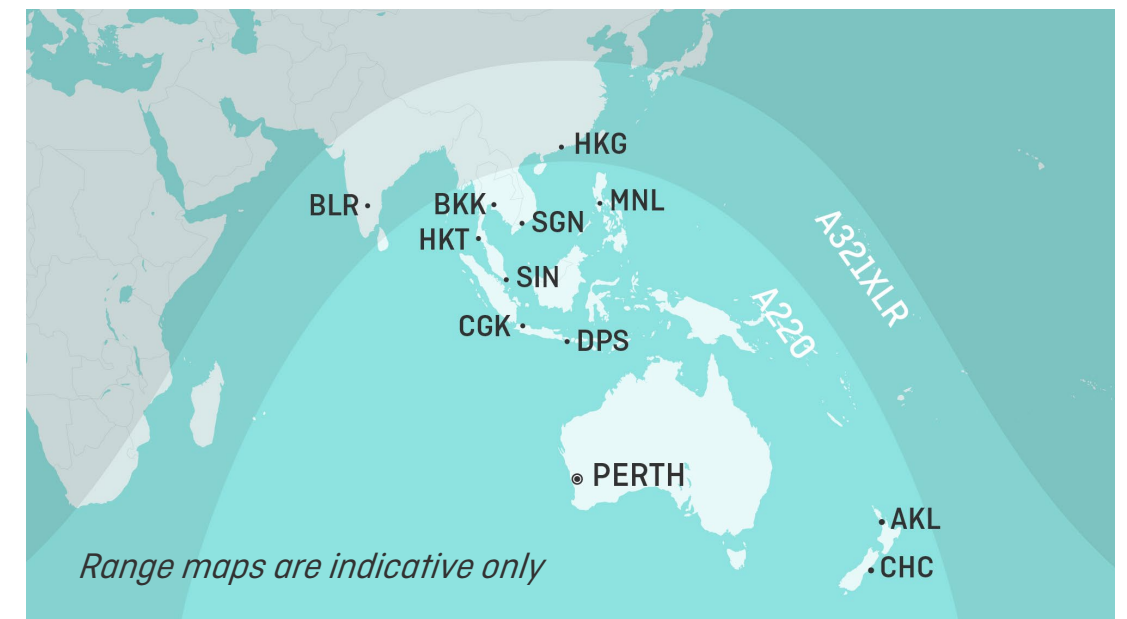 HKG
BLR
BKK
MNL
SGN
HKT
A321XLR
SIN
A220
CGK
DPS
PERTH
AKL
Range maps are indicative only
CHC